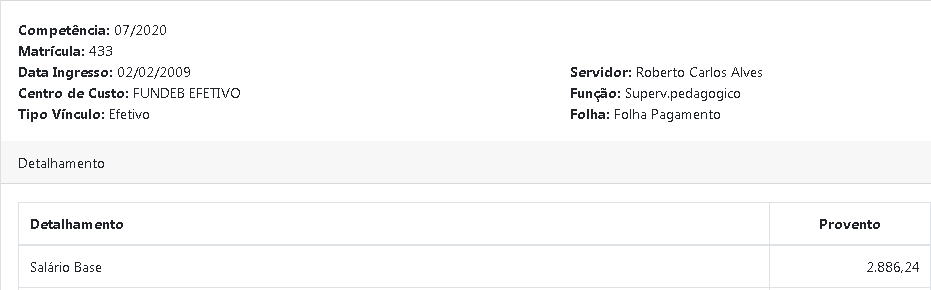 Competência: 07/2020
Matrícula: 433
Data Ingresso: 02/02/2009
Servidor: Roberto Carlos Alves
Centro de Custo: FUNDEB EFETIVO
Função: Superv.pedagogico
Tipo Vínculo: Efetivo
Folha: Folha Pagamento
Detalhamento
Detalhamento Provento
Salário Base 2.886,24